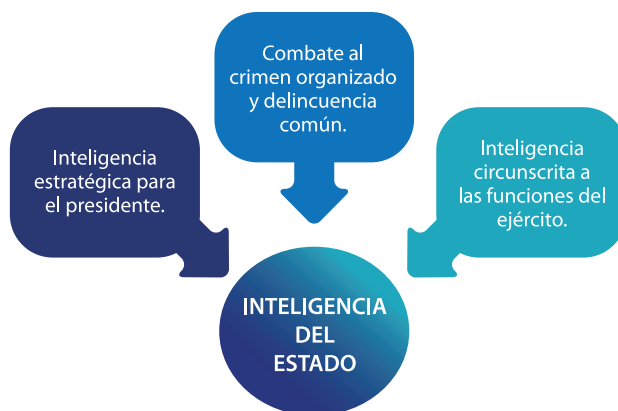 Combate al
crimen organizado
y delincuencia
común.
Inteligencia
estratégica para
el presidente.
Inteligencia
circunscrita a
las funciones del
ejército.
INTELIGENCIA
DEL
ESTADO